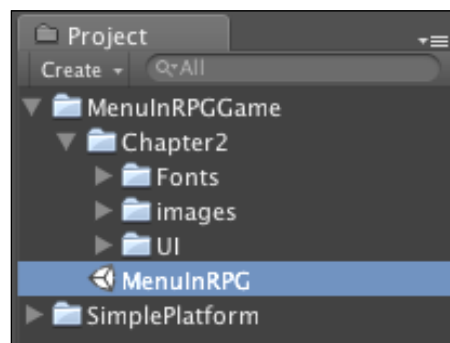 Project
Create All
MenuInRPGGame
Chapter2
Fonts
images
UI
MenuInRPG
SimplePlatform